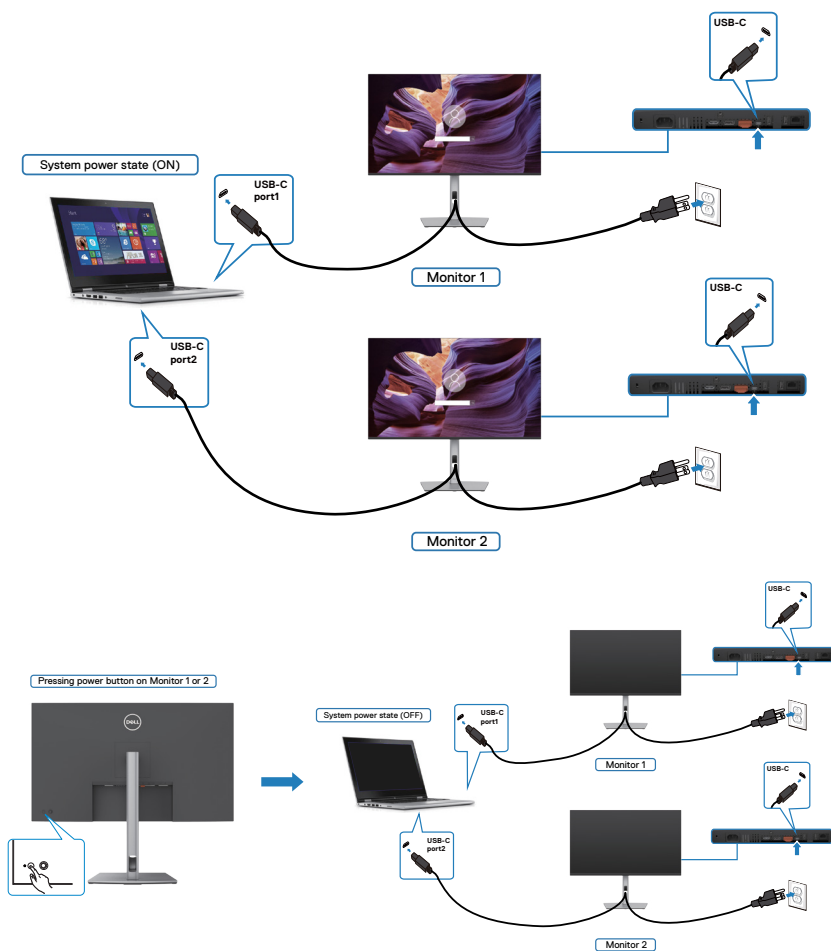 USB-C
System power state (ON)
USB-C
port1
Monitor 1
USB-C
USB-C
port2
Monitor 2
USB-C
Pressing power button on Monitor 1 or 2
DELL
System power state (OFF)
USB-C
port1
Monitor 1
USB-C
USB-C
port2
Monitor 2